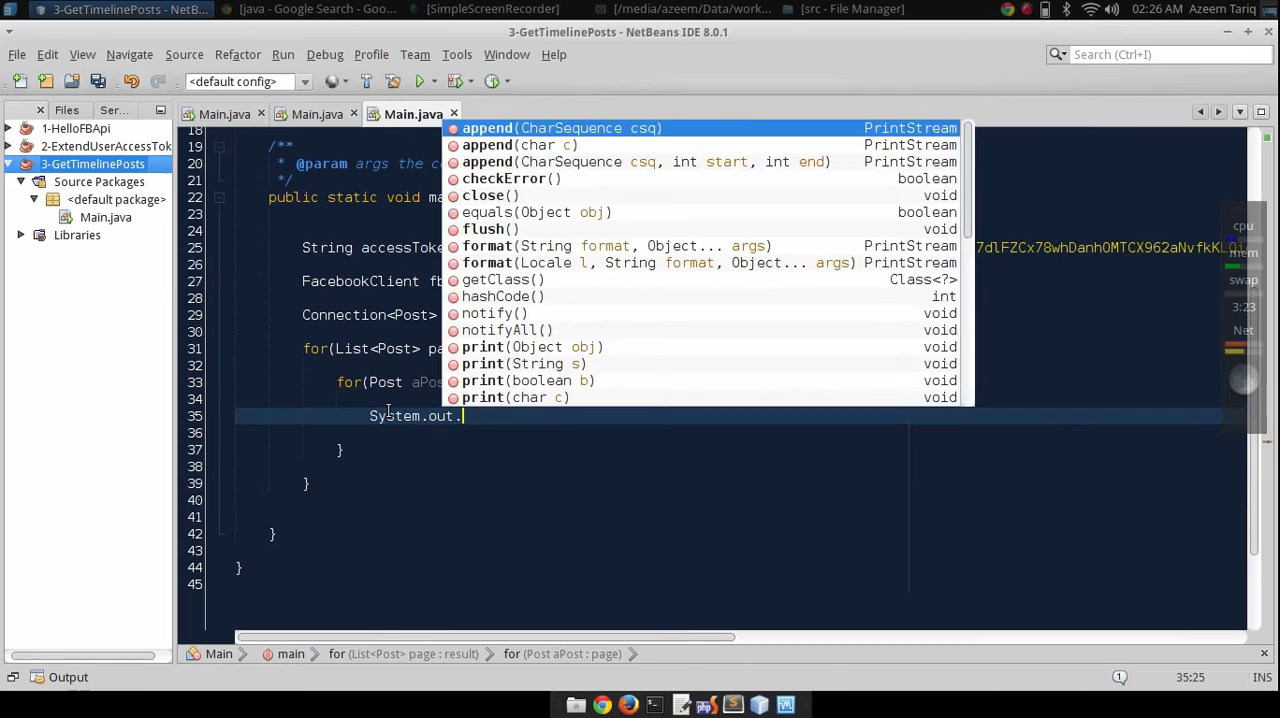 3-GetTimelinePosts - NetB...
[java - Google Search - Goo...
[SimpleScreenRecorder]
[/media/azeem/Data/work...
[src - File Manager]
02:26 AM Azeem Tariq
3-GetTimelinePosts - NetBeans IDE 8.0.1
File Edit View Navigate Source Refactor Run Debug Profile Team Tools Window Help
Search (Ctrl+I)
<default config>
Files Ser...
Main.java Main.java Main.java
1-HelloFBApi
2-ExtendUserAccessTok
3-GetTimelinePosts
Source Packages
<default package>
Main.java
Libraries
18
19 /**
20 * @param args the c
21 */
22 public static void ma
23
25 String accessToke 7dlFZCx78whDanhOMTCX962aNvfkK
26
27 FacebookClient fb
28
29 Connection<Post>
30
31 for(List<Post> pa
32
33 for(Post aPos
34
35 System.out.
36
37 }
38
39 }
40
41
42 }
43
44 }
45
append(CharSequence csq) PrintStream
append(char c) PrintStream
append(CharSequence csq, int start, int end) PrintStream
checkError() boolean
close() void
equals(Object obj) boolean
flush() void
format(String format, Object... args) PrintStream
format(Locale l, String format, Object... args) PrintStream
getClass() Class<?>
hashCode() int
notify() void
notifyAll() void
print(Object obj) void
print(String s) void
print(boolean b) void
print(char c) void
cpu
mem
swap
3:23
Net
Main main for (List<Post> page : result) for (Post aPost : page)
Output
1 35:25 INS